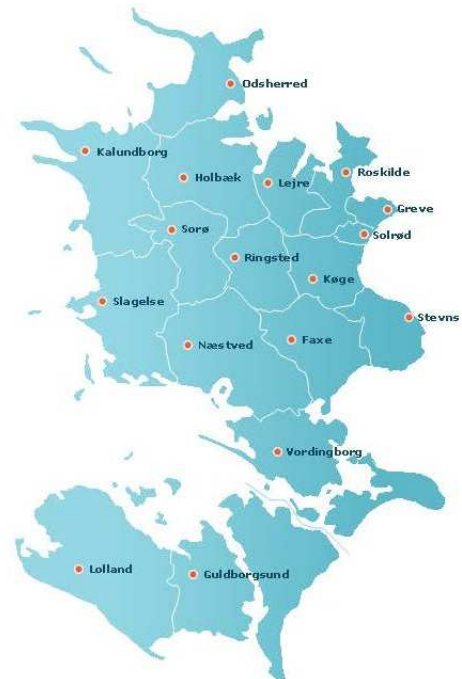 Odsherred
Kalundborg
Holbæk
Lejre
Roskilde
Greve
Sorø
Solrød
Ringsted
Køge
Slagelse
Stevns
Næstved
Faxe
Vordingborg
Lolland
Guldborgsund